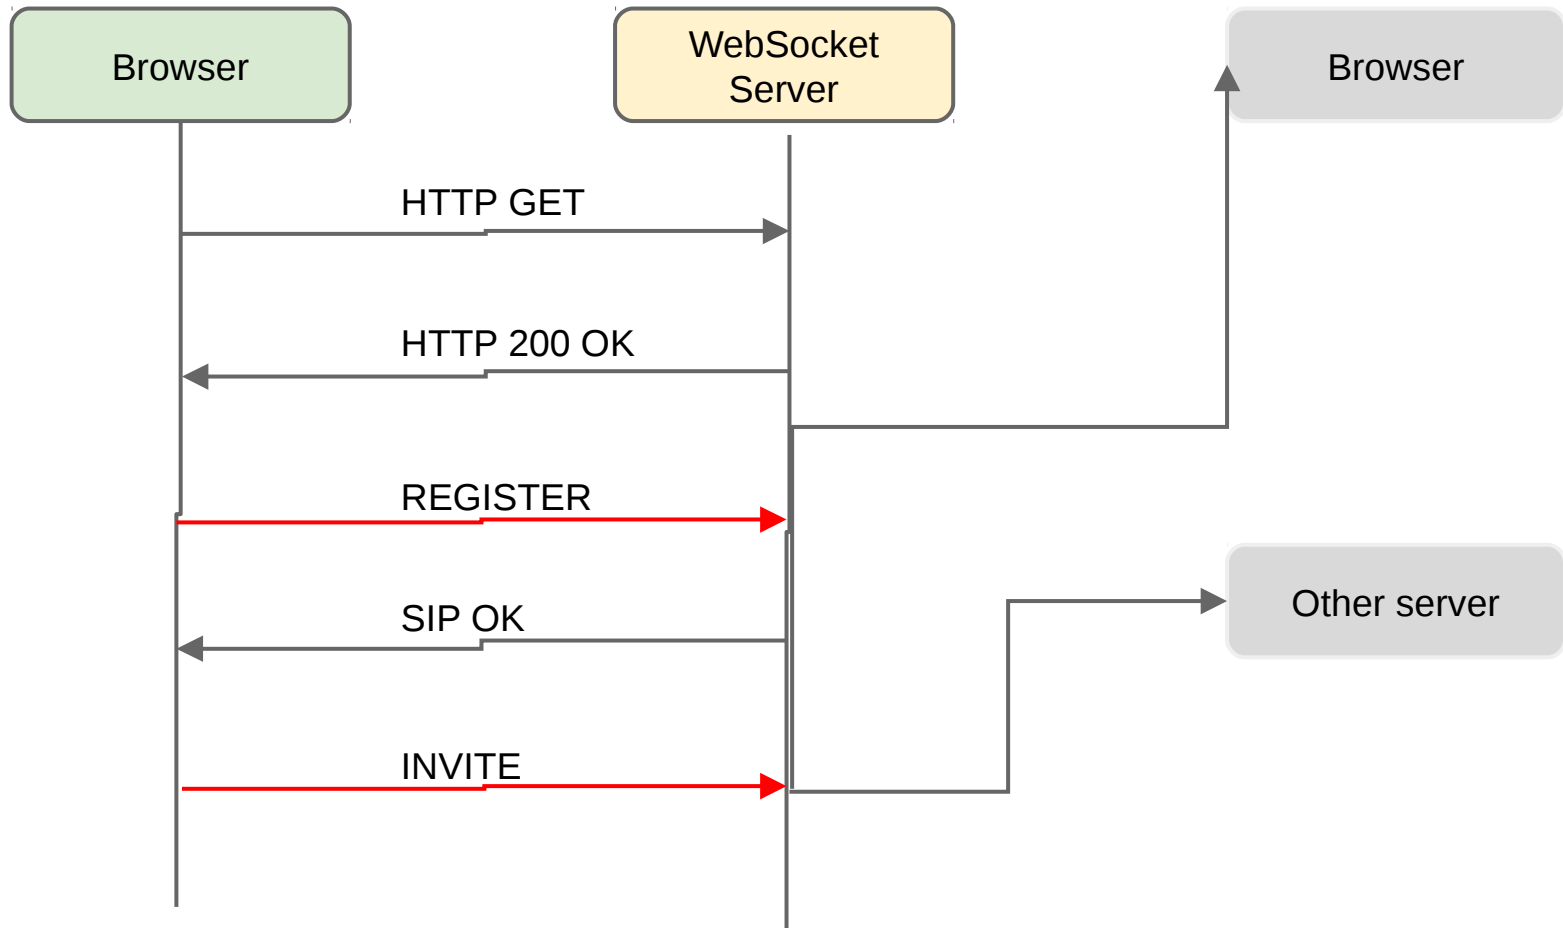 Browser
WebSocket
Server
Browser
HTTP GET
HTTP 200 OK
REGISTER
Other server
SIP OK
INVITE